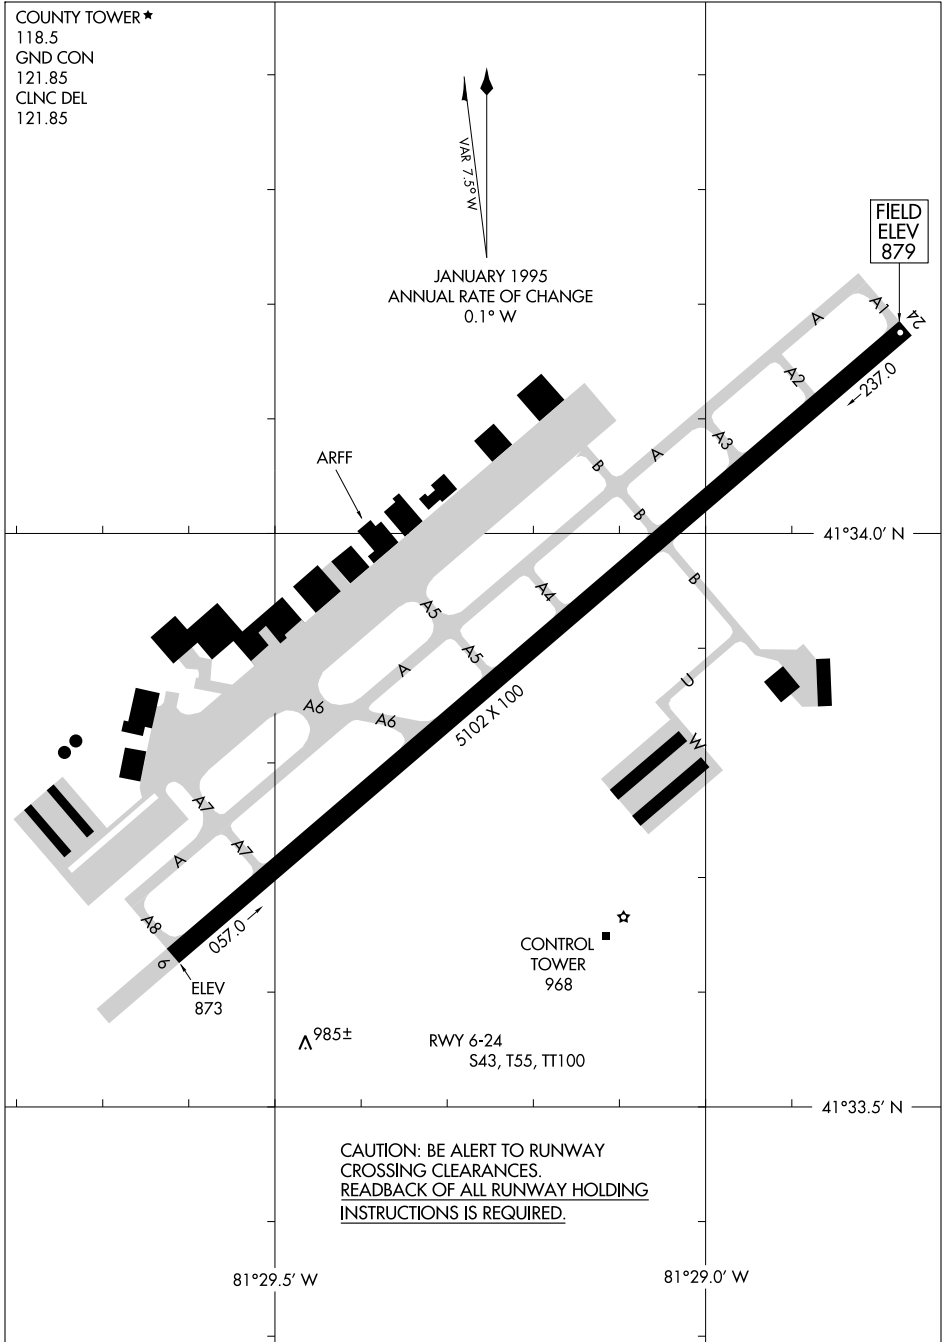 COUNTY TOWER★
118.5
GND CON
121.85
CLNC DEL
121.85
VAR 7.5° W
JANUARY 1995
ANNUAL RATE OF CHANGE
0.1° W
FIELD
ELEV
879
A1
24
A
A2
237.0
A3
A
B
ARFF
B
41°34.0' N
B
A4
A5
A5
A
U
A6
A6
5102 X 100
W
A7
A7
A
A8
057.0
6
ELEV
873
CONTROL
TOWER
968
985±
RWY 6-24
S43, T55, TT100
41°33.5' N
CAUTION: BE ALERT TO RUNWAY
CROSSING CLEARANCES.
READBACK OF ALL RUNWAY HOLDING
INSTRUCTIONS IS REQUIRED.
81°29.5' W
81°29.0' W